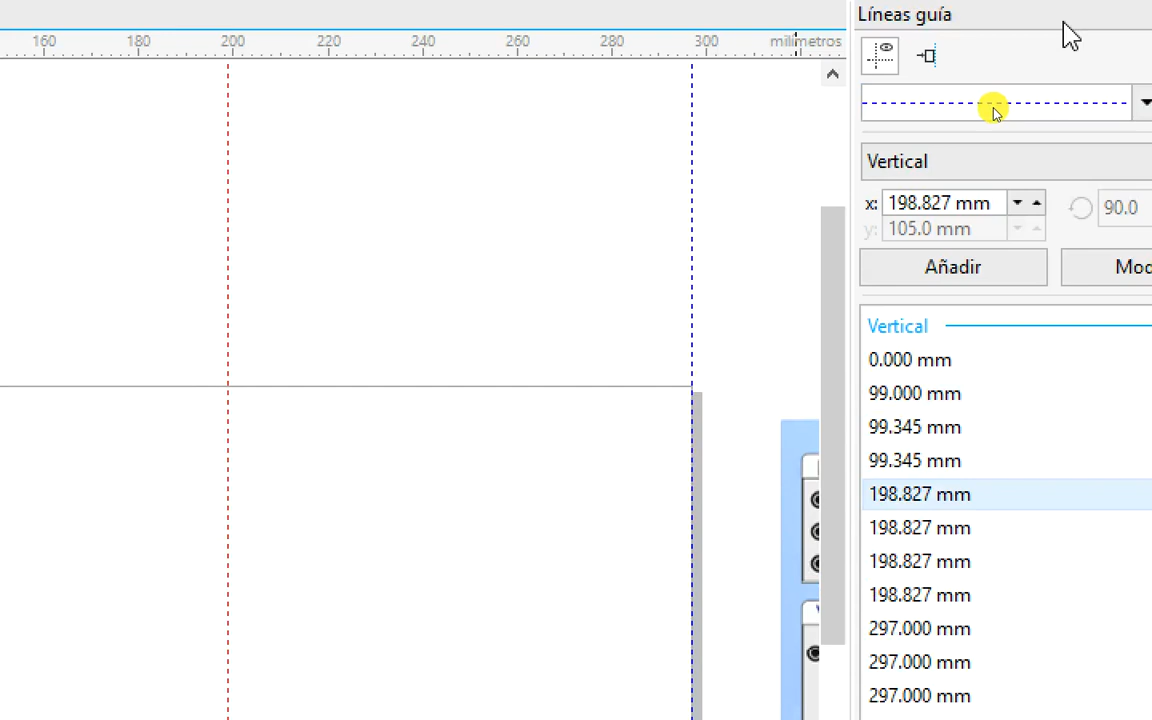 Líneas guía
160 180 200 220 240 260 280 300 milímetros
Vertical
x: 198.827 mm
90.0
y: 105.0 mm
Añadir
Mod
Vertical
0.000 mm
99.000 mm
99.345 mm
99.345 mm
198.827 mm
198.827 mm
198.827 mm
198.827 mm
297.000 mm
297.000 mm
297.000 mm